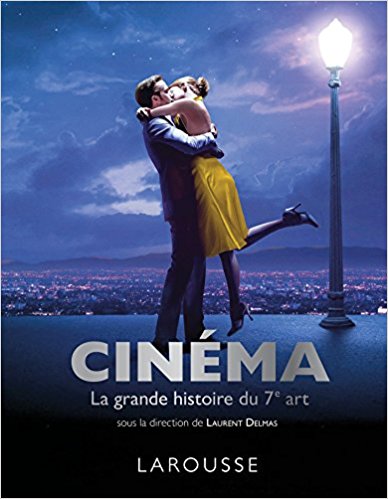 CINÉMA
La grande histoire du 7e art
sous la direction de LAURENT DELMAS
LAROUSSE